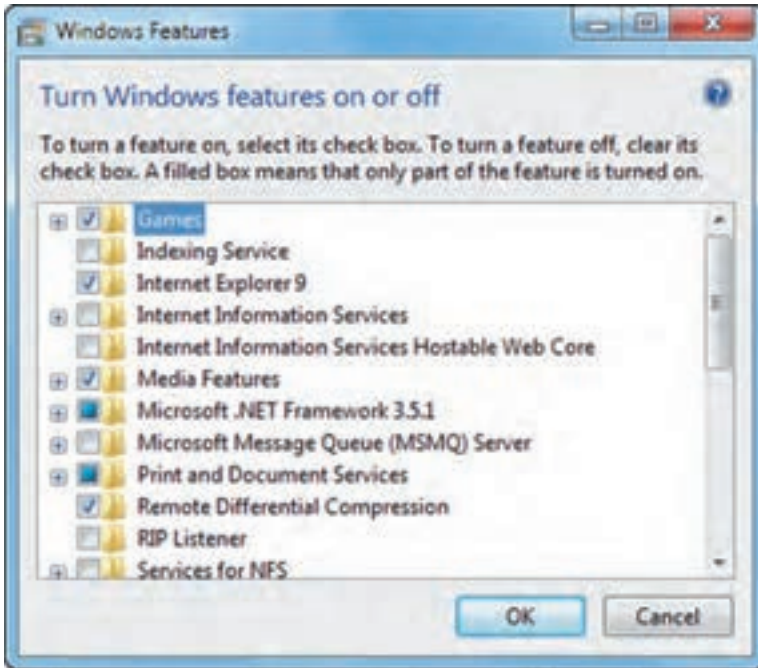 Windows Features
Turn Windows features on or off
To turn a feature on, select its check box. To turn a feature off, clear its
check box. A filled box means that only part of the feature is turned on.
Games
Indexing Service
Internet Explorer 9
Internet Information Services
Internet Information Services Hostable Web Core
Media Features
Microsoft .NET Framework 3.5.1
Microsoft Message Queue (MSMQ) Server
Print and Document Services
Remote Differential Compression
RIP Listener
Services for NFS
OK Cancel